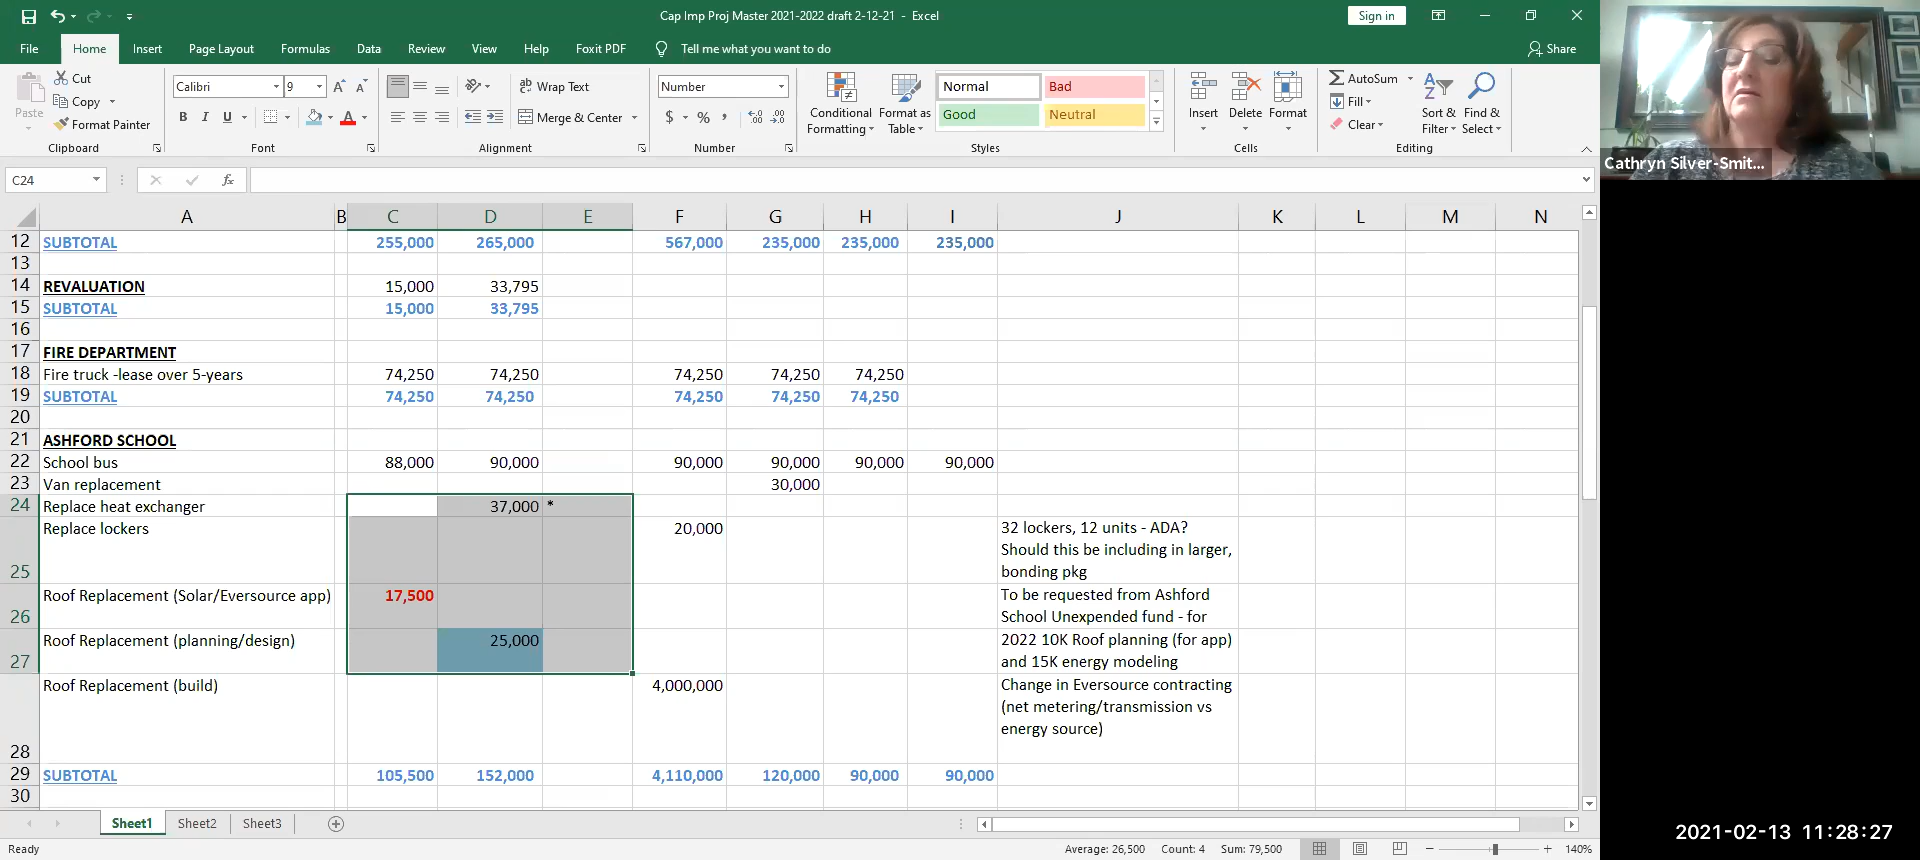 Cap Imp Proj Master 2021-2022 draft 2-12-21 - Excel
Sign in
File Home Insert Page Layout Formulas Data Review View Help Foxit PDF Tell me what you want to do Share
Paste
Cut
Copy
Format Painter
Clipboard
Calibri 9
B I U
Font
Wrap Text
Merge & Center
Alignment
Number
$ %
Number
Conditional Formatting
Format as Table
Normal Bad
Good Neutral
Styles
Insert Delete Format
Cells
AutoSum
Fill
Clear
Sort & Filter
Find & Select
Editing
Cathryn Silver-Smit...
C24
A B C D E F G H I J K L M N
12 SUBTOTAL 255,000 265,000 567,000 235,000 235,000 235,000
13
14 REVALUATION 15,000 33,795
15 SUBTOTAL 15,000 33,795
16
17 FIRE DEPARTMENT
18 Fire truck -lease over 5-years 74,250 74,250 74,250 74,250 74,250
19 SUBTOTAL 74,250 74,250 74,250 74,250 74,250
20
21 ASHFORD SCHOOL
22 School bus 88,000 90,000 90,000 90,000 90,000 90,000
23 Van replacement 30,000
24 Replace heat exchanger 37,000 *
25 Replace lockers 20,000 32 lockers, 12 units - ADA?
Should this be including in larger,
bonding pkg
26 Roof Replacement (Solar/Eversource app) 17,500 To be requested from Ashford
School Unexpended fund - for
27 Roof Replacement (planning/design) 25,000 2022 10K Roof planning (for app)
and 15K energy modeling
28 Roof Replacement (build) 4,000,000 Change in Eversource contracting
(net metering/transmission vs
energy source)
29 SUBTOTAL 105,500 152,000 4,110,000 120,000 90,000 90,000
30
Sheet1 Sheet2 Sheet3
2021-02-13 11:28:27
Ready Average: 26,500 Count: 4 Sum: 79,500 140%